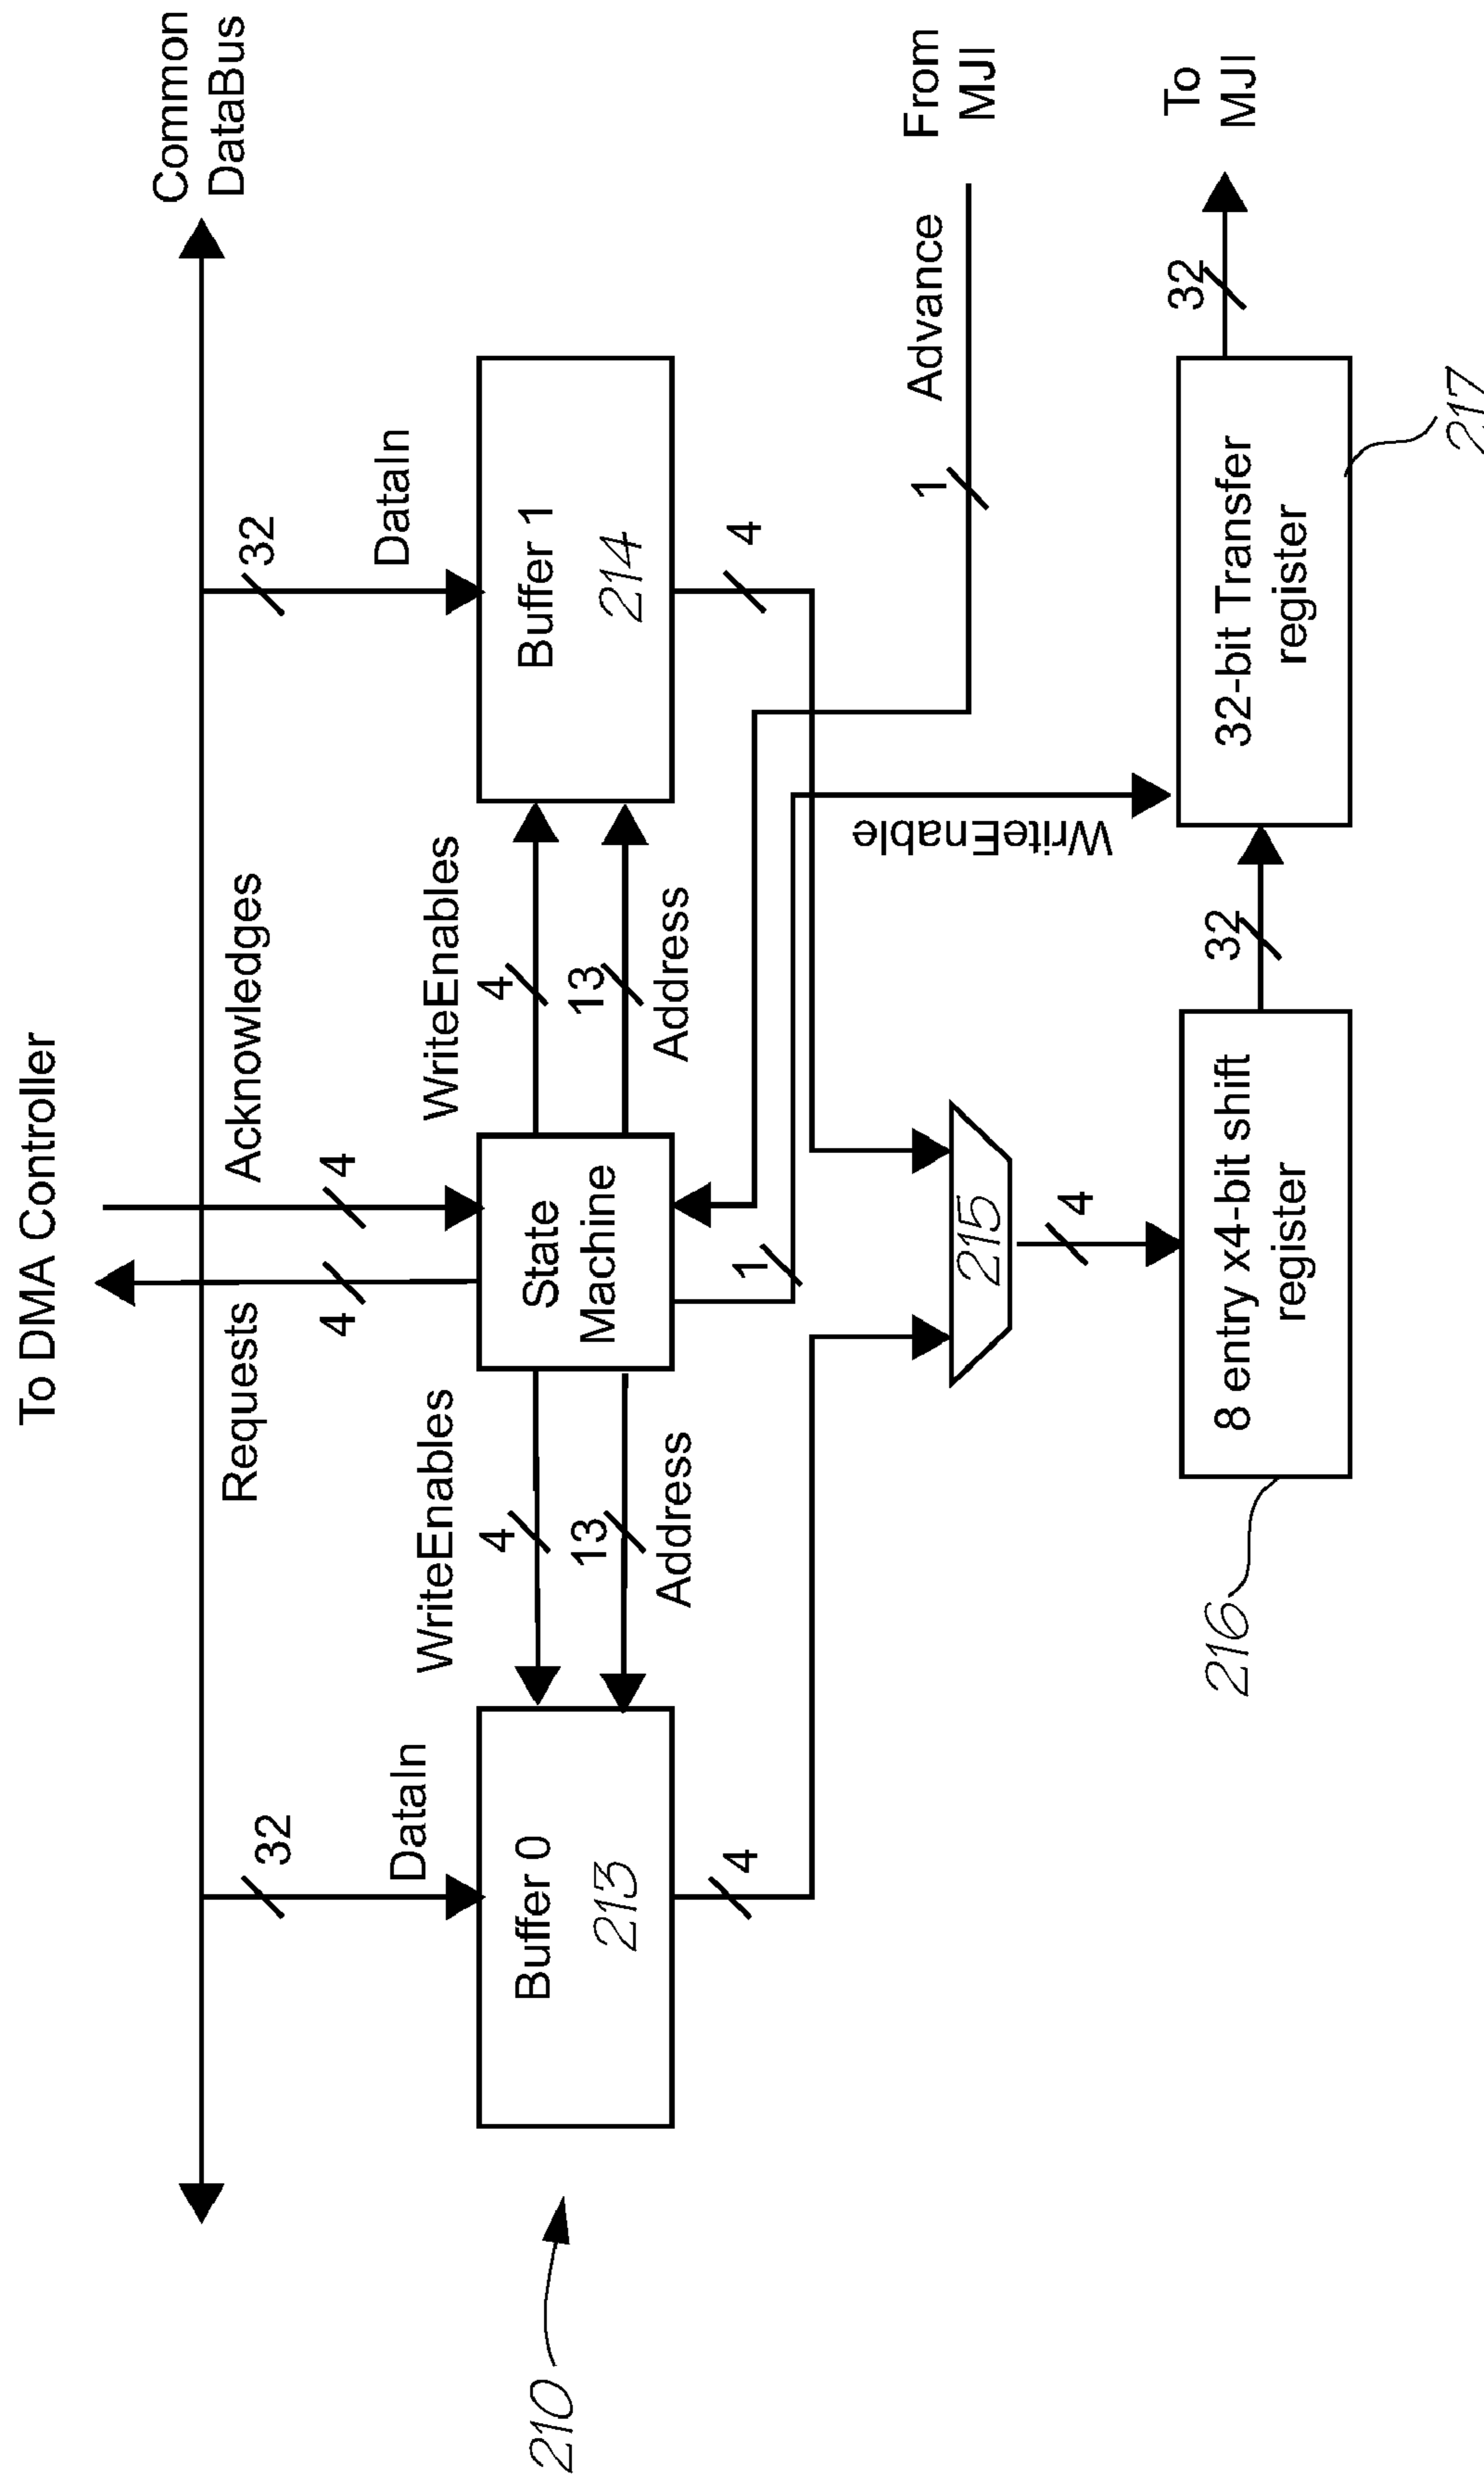 To DMA Controller
Common
DataBus
Requests
Acknowledges
4
4
32
32
DataIn
DataIn
WriteEnables
WriteEnables
4
4
Buffer 0
213
State
Machine
Buffer 1
214
13
13
Address
Address
210
4
1
4
From
MJI
Advance
1
WriteEnable
215
4
To
MJI
32
32
216
8 entry x4-bit shift
register
32-bit Transfer
register
217